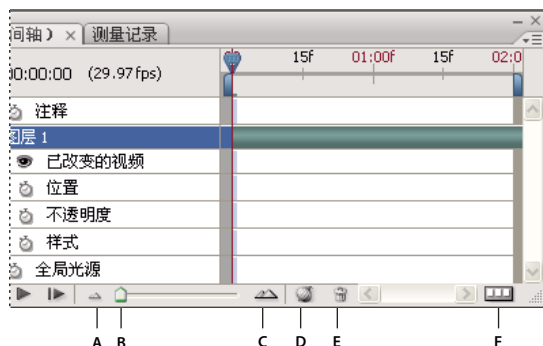 间轴） × 测量记录
15f 01:00f 15f 02:0
0:00:00 (29.97 fps)
注释
图层 1
已改变的视频
位置
不透明度
样式
全局光源
A B C D E F